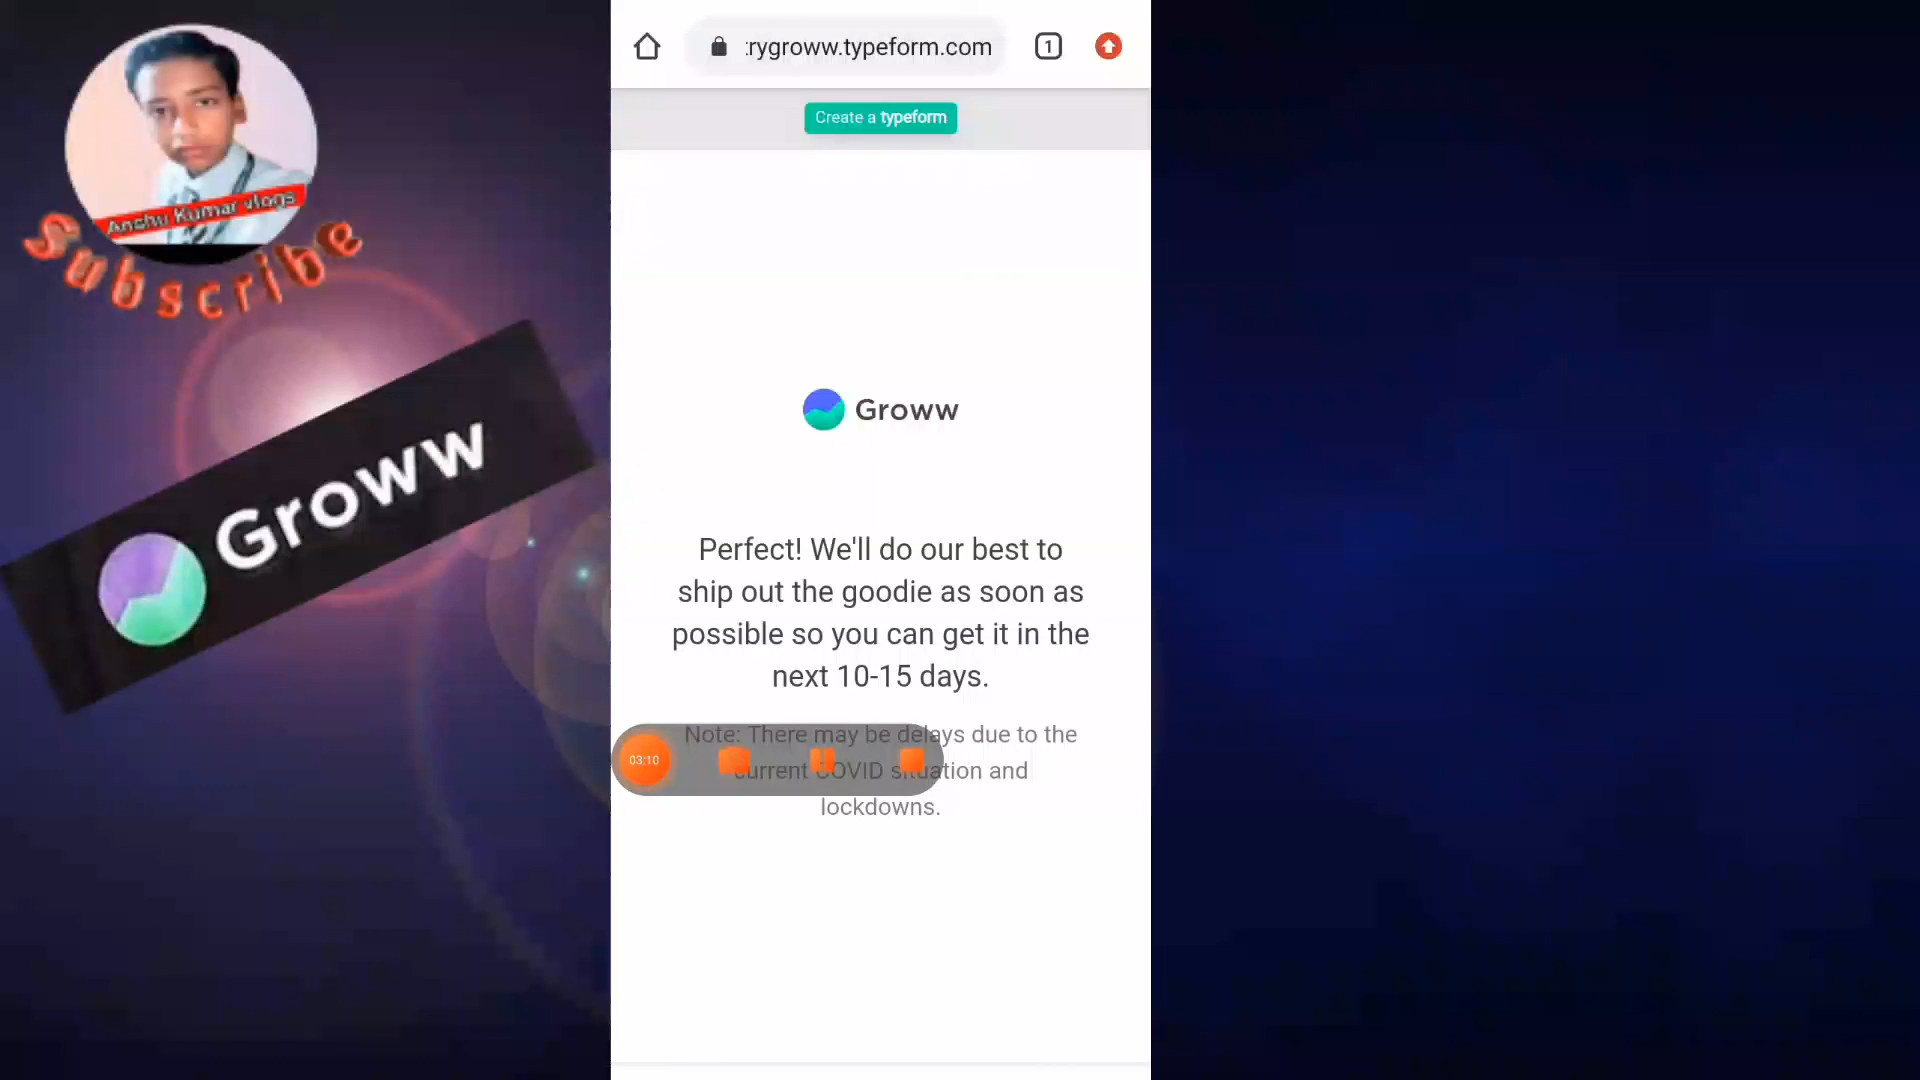 :rygroww.typeform.com
1
Create a typeform
Anshu Kumar vlogs
Subscribe
Groww
Groww
Perfect! We'll do our best to
ship out the goodie as soon as
possible so you can get it in the
next 10-15 days.
Note: There may be delays due to the
current COVID situation and
lockdowns.
03:10